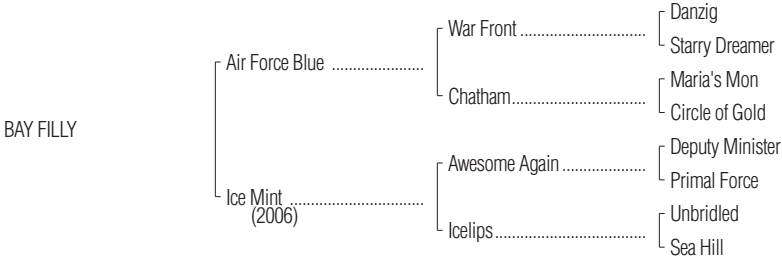 Danzig
War Front ..............................
Starry Dreamer
Air Force Blue ......................
Maria's Mon
Chatham................................
Circle of Gold
BAY FILLY
Deputy Minister
Awesome Again ....................
Primal Force
Ice Mint ................................
(2006)
Unbridled
Icelips....................................
Sea Hill